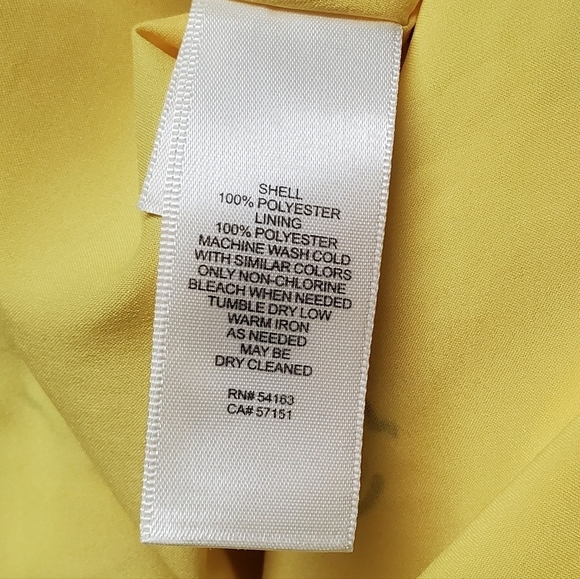 SHELL
100% POLYESTER
LINING
100% POLYESTER
MACHINE WASH COLD
WITH SIMILAR COLORS
ONLY NON-CHLORINE
BLEACH WHEN NEEDED
TUMBLE DRY LOW
WARM IRON
AS NEEDED
MAY BE
DRY CLEANED
RN# 54163
CA# 57151